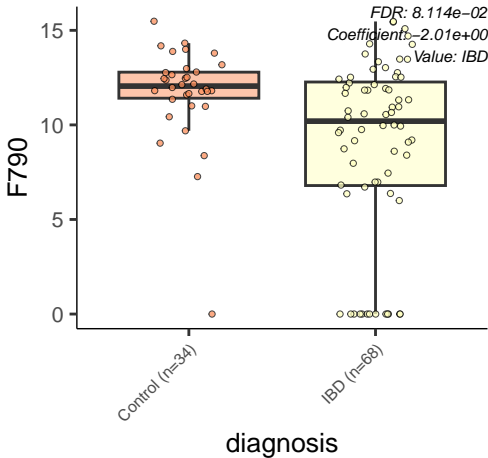 FDR: 8.114e−02
Coefficient: −2.01e+00
Value: IBD
15
10
5
0
F790
Control (n=34)
IBD (n=68)
diagnosis